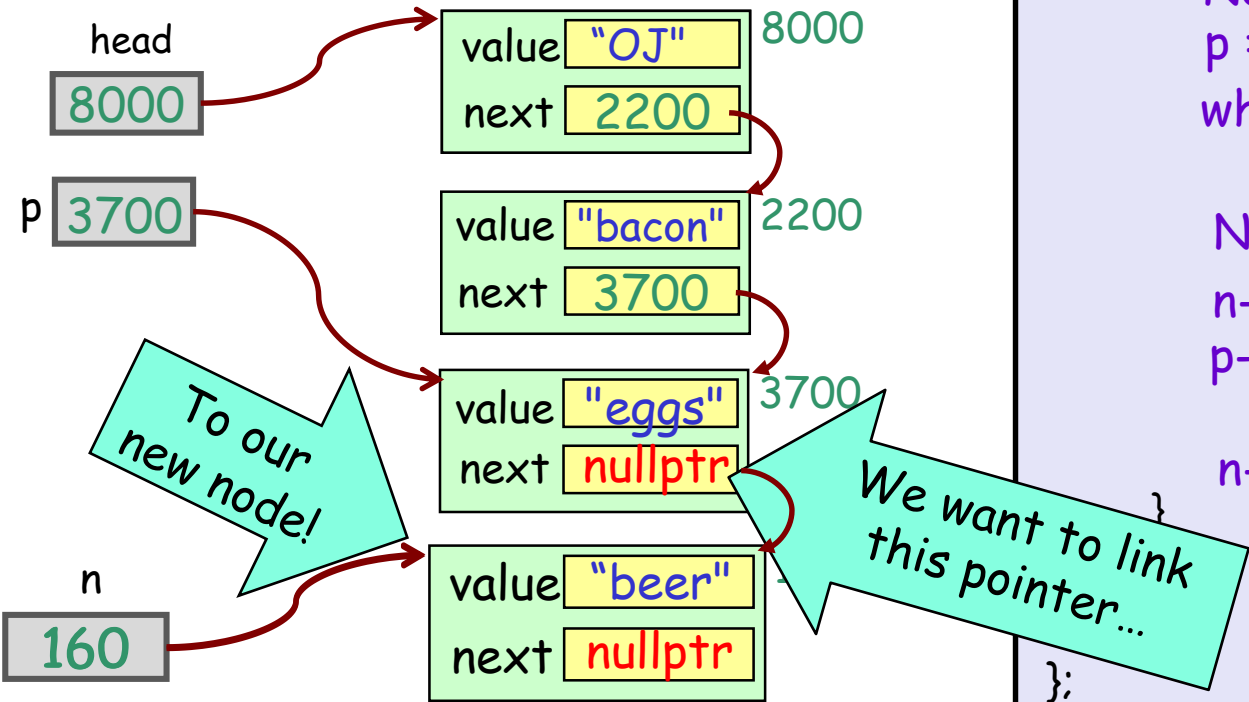 head
8000
p 3700
value "OJ"
next 2200
8000
value "bacon"
next 3700
2200
value "eggs"
next nullptr
3700
To our
new node!
We want to link
this pointer...
n
160
value "beer"
next nullptr
p
n-
p-
n-
}
};